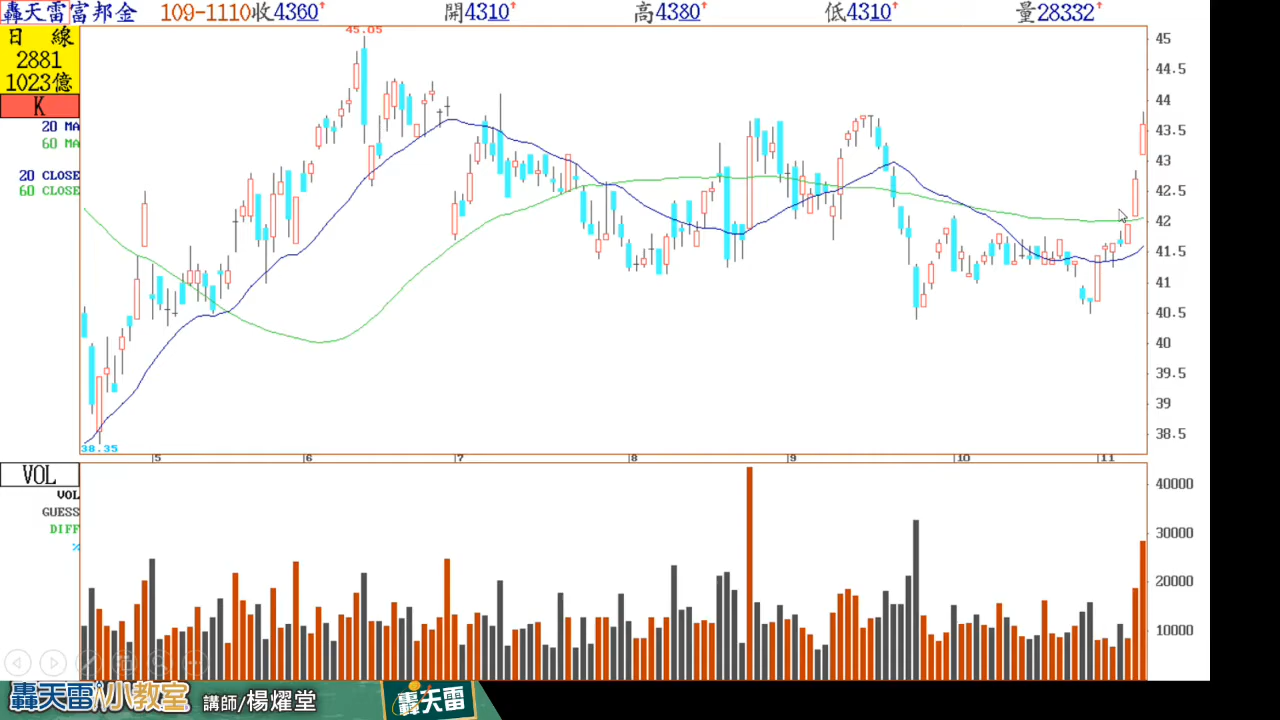 轟天雷富邦金 109-1110收4360↑ 開4310↑ 高4380↑ 低4310↑ 量28332↑
日 線
2881
1023億
K
20 MA
60 MA
20 CLOSE
60 CLOSE
45.05
45
44.5
44
43.5
43
42.5
42
41.5
41
40.5
40
39.5
39
38.5
38.35
5 6 7 8 9 10 11
VOL
VOL
GUESS
DIFF
%
40000
30000
20000
10000
轟天雷小教室 講師/楊燿堂 轟天雷